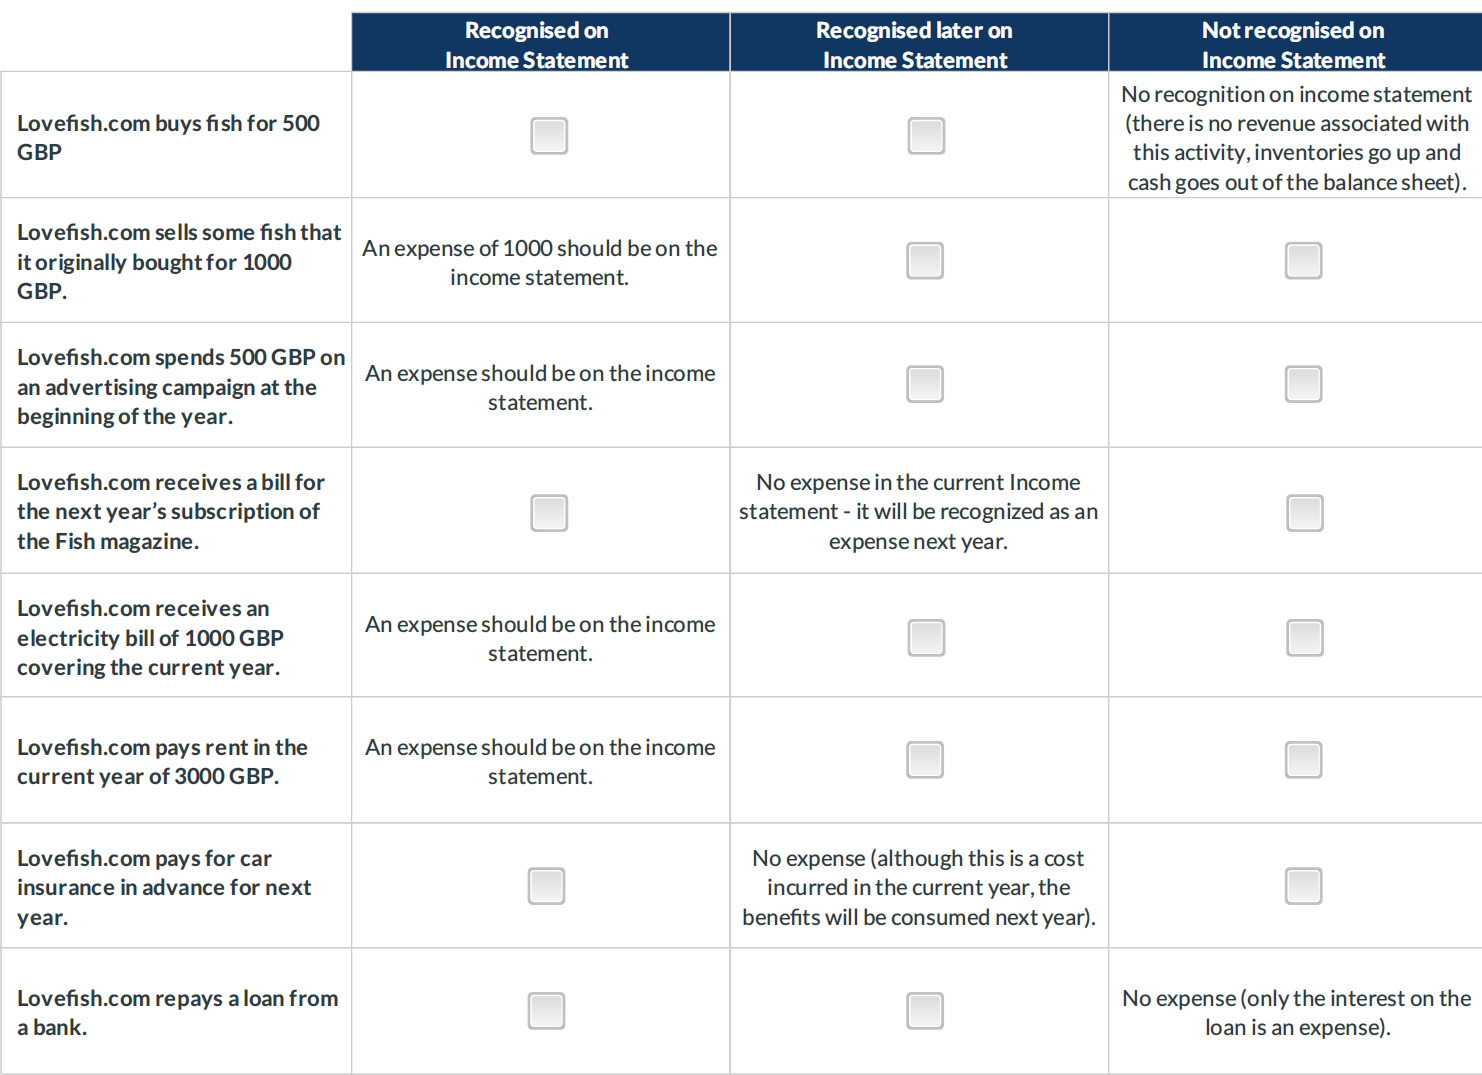 Recognised on
Income Statement
Recognised later on
Income Statement
Not recognised on
Income Statement
Lovefish.com buys fish for 500
GBP
No recognition on income statement
(there is no revenue associated with
this activity, inventories go up and
cash goes out of the balance sheet).
Lovefish.com sells some fish that
it originally bought for 1000
GBP.
An expense of 1000 should be on the
income statement.
Lovefish.com spends 500 GBP on
an advertising campaign at the
beginning of the year.
An expense should be on the income
statement.
Lovefish.com receives a bill for
the next year’s subscription of
the Fish magazine.
No expense in the current Income
statement - it will be recognized as an
expense next year.
Lovefish.com receives an
electricity bill of 1000 GBP
covering the current year.
An expense should be on the income
statement.
Lovefish.com pays rent in the
current year of 3000 GBP.
An expense should be on the income
statement.
Lovefish.com pays for car
insurance in advance for next
year.
No expense (although this is a cost
incurred in the current year, the
benefits will be consumed next year).
Lovefish.com repays a loan from
a bank.
No expense (only the interest on the
loan is an expense).